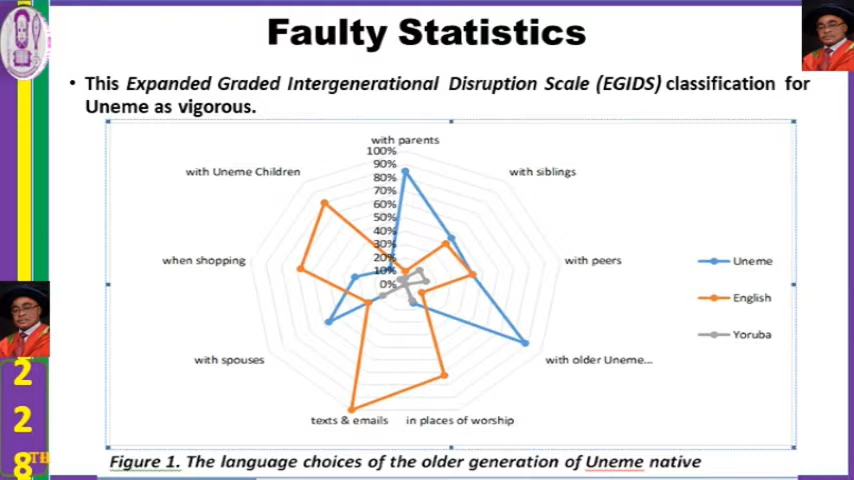 Faulty Statistics
• This Expanded Graded Intergenerational Disruption Scale (EGIDS) classification for
Uneme as vigorous.
with parents
100%
90%
80%
70%
60%
50%
40%
30%
20%
10%
0%
with siblings
with peers
with older Uneme...
in places of worship
texts & emails
with spouses
when shopping
with Uneme Children
Uneme
English
Yoruba
2
2
8TH
Figure 1. The language choices of the older generation of Uneme native